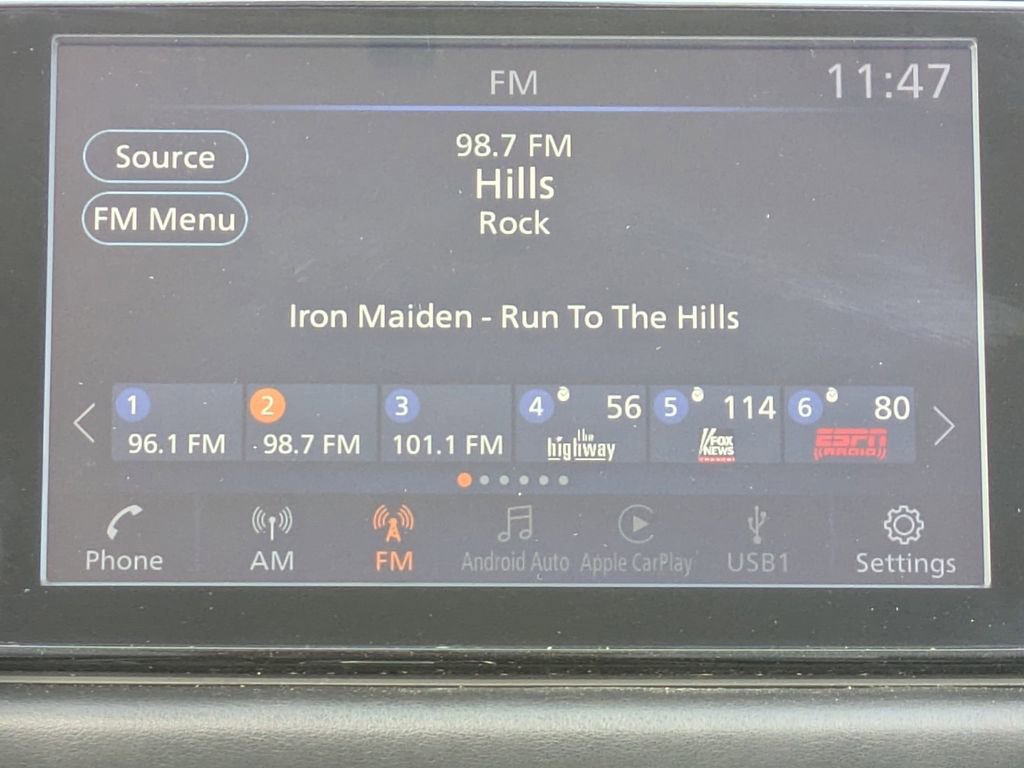 FM
11:47
Source
98.7 FM
Hills
FM Menu
Rock
Iron Maiden - Run To The Hills
1
2
3
4 56
5 114
6 80
96.1 FM
98.7 FM
101.1 FM
the
highway
FOX
NEWS
channel
ESPN
RADIO
Phone
AM
FM
Android Auto
Apple CarPlay
USB1
Settings